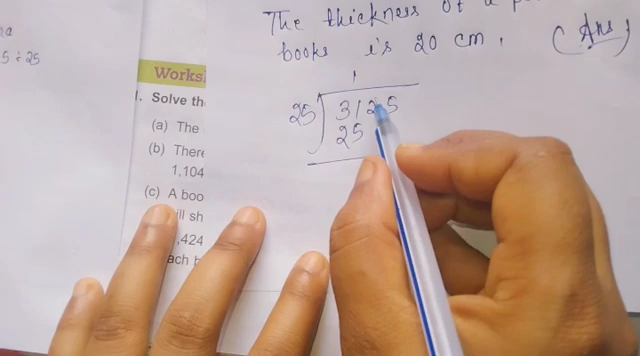 The thickness of a
books is 20 cm. (Ans)
5÷25
Works
1. Solve th
(a) The
(b) There
1,104
(c) A boo
ill sh
,424
ach b
1
25 3125
25